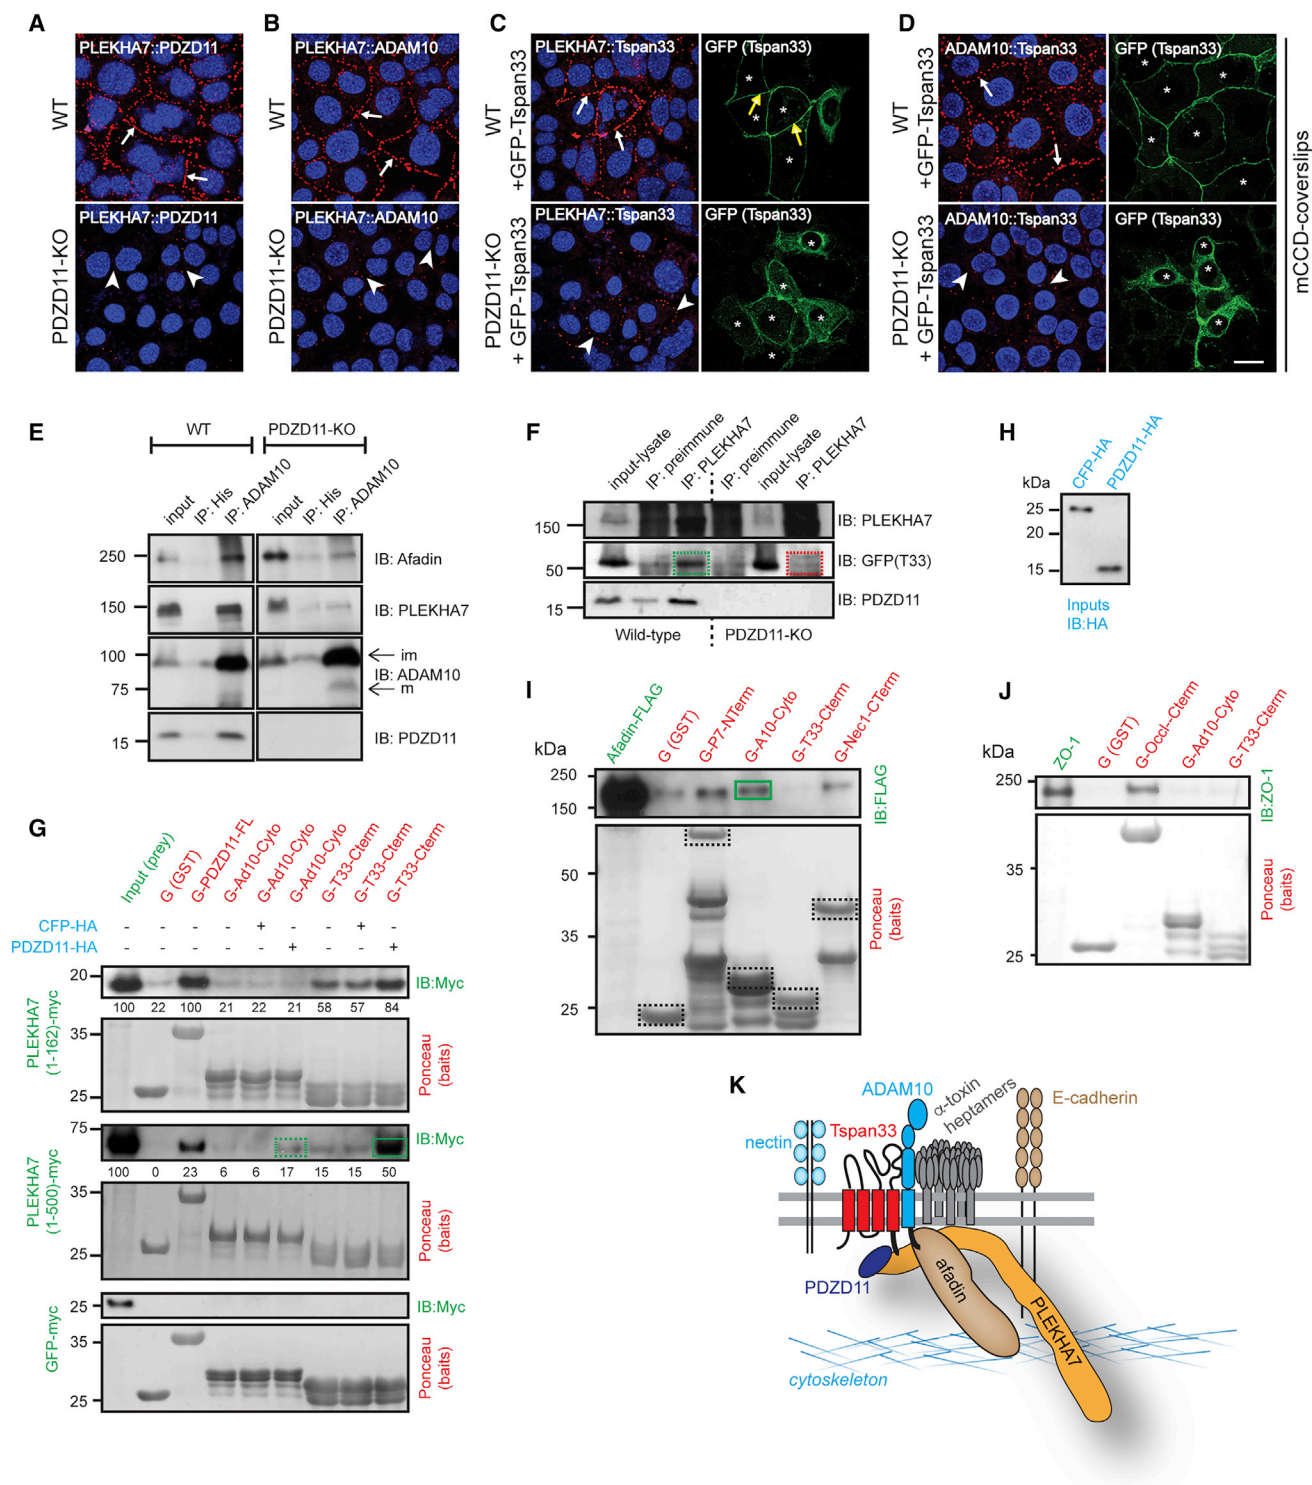 A
B
C
D
PLEKHA7::PDZD11
PLEKHA7::ADAM10
PLEKHA7::Tspan33
GFP (Tspan33)
ADAM10::Tspan33
GFP (Tspan33)
WT
WT
WT
+GFP-Tspan33
WT
+GFP-Tspan33
PLEKHA7::PDZD11
PLEKHA7::ADAM10
PLEKHA7::Tspan33
GFP (Tspan33)
ADAM10::Tspan33
GFP (Tspan33)
PDZD11-KO
PDZD11-KO
PDZD11-KO
+ GFP-Tspan33
PDZD11-KO
+ GFP-Tspan33
mCCD-coverslips
E
WT
PDZD11-KO
input
IP: His
IP: ADAM10
input
IP: His
IP: ADAM10
250
IB: Afadin
150
IB: PLEKHA7
100
im
IB: ADAM10
75
m
15
IB: PDZD11
F
input-lysate
IP: preimmune
IP: PLEKHA7
IP: preimmune
input-lysate
IP: PLEKHA7
150
IB: PLEKHA7
50
IB: GFP(T33)
15
IB: PDZD11
Wild-type
PDZD11-KO
H
CFP-HA
PDZD11-HA
kDa
25
20
15
Inputs
IB:HA
G
Input (prey)
G (GST)
G-PDZD11-FL
G-Ad10-Cyto
G-Ad10-Cyto
G-Ad10-Cyto
G-T33-Cterm
G-T33-Cterm
G-T33-Cterm
CFP-HA - - - - + - - + -
PDZD11-HA - - - - - + - - +
PLEKHA7
(1-162)-myc
20
IB:Myc
100 22 100 21 22 21 58 57 84
35
25
Ponceau
(baits)
PLEKHA7
(1-500)-myc
75
IB:Myc
100 0 23 6 6 17 15 15 50
35
25
Ponceau
(baits)
GFP-myc
25
IB:Myc
35
25
Ponceau
(baits)
I
Afadin-FLAG
G (GST)
G-P7-NTerm
G-A10-Cyto
G-T33-Cterm
G-Nec1-CTerm
kDa
250
150
IB:FLAG
50
35
25
Ponceau
(baits)
J
ZO-1
G (GST)
G-Occl--Cterm
G-Ad10-Cyto
G-T33-Cterm
kDa
250
IB:ZO-1
35
25
Ponceau
(baits)
K
ADAM10
α-toxin
heptamers
E-cadherin
nectin
Tspan33
PDZD11
afadin
PLEKHA7
cytoskeleton